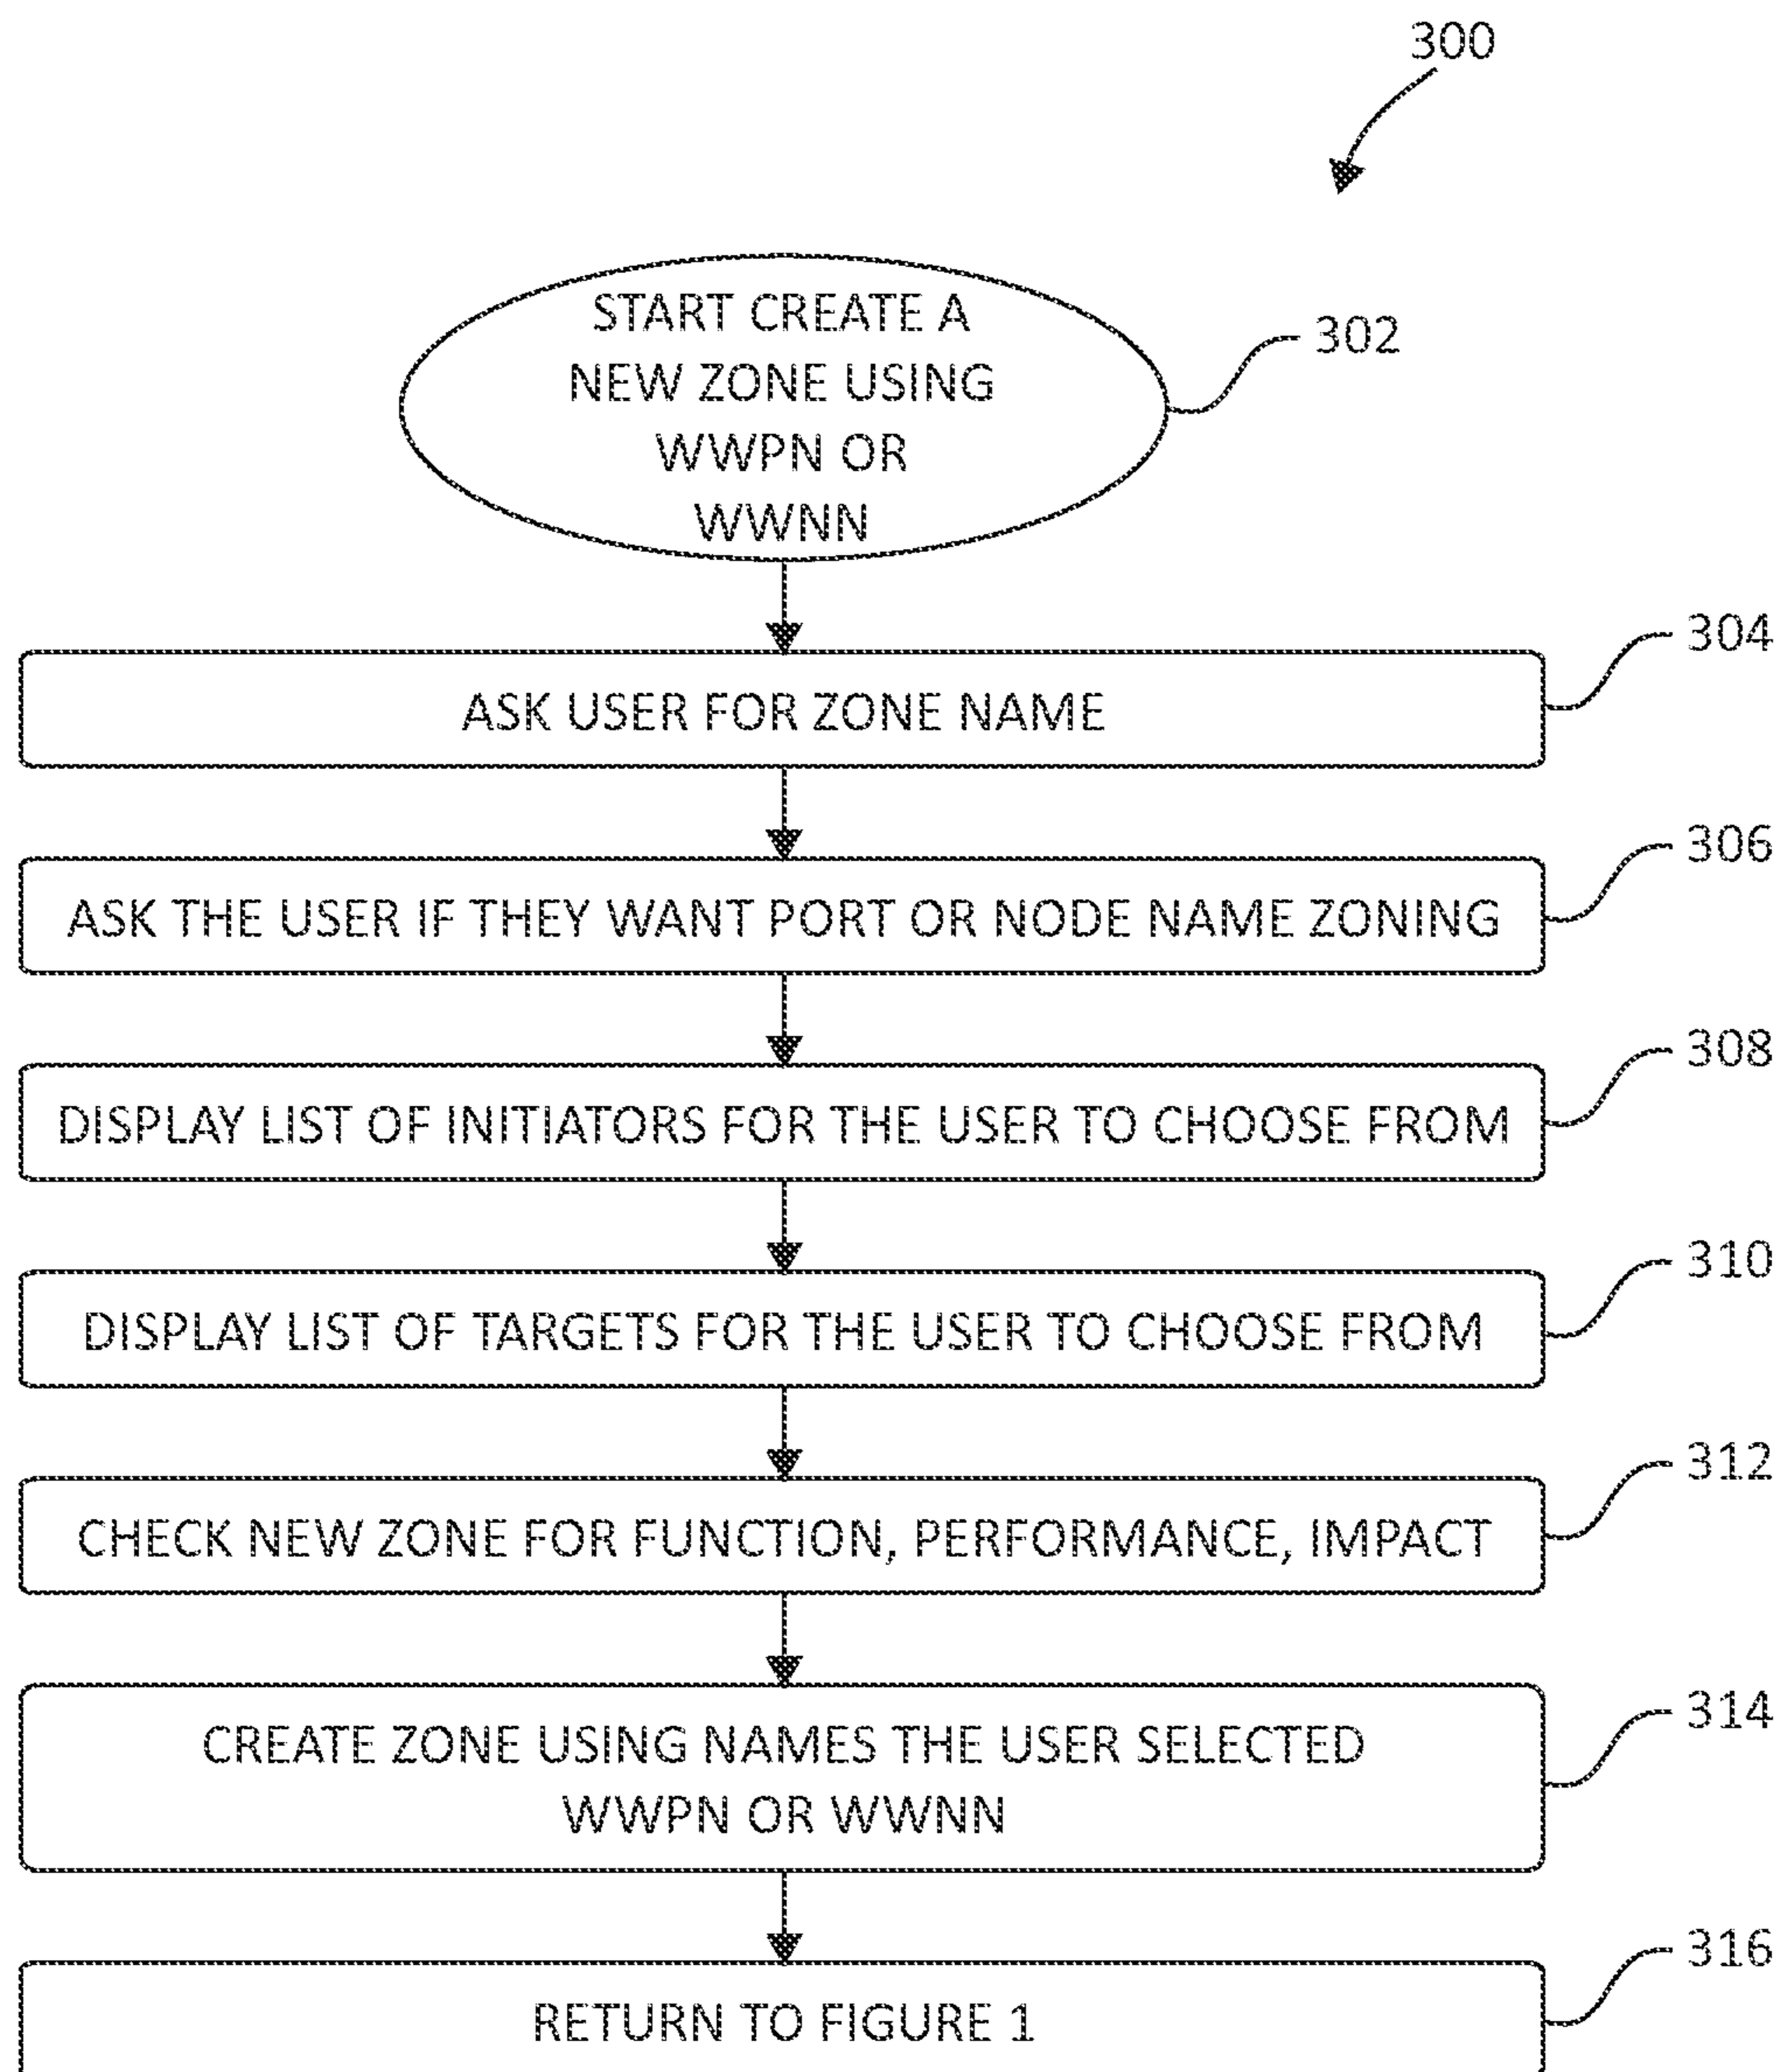 300
START CREATE A
NEW ZONE USING
WWPN OR
WWNN
302
304
ASK USER FOR ZONE NAME
306
ASK THE USER IF THEY WANT PORT OR NODE NAME ZONING
308
DISPLAY LIST OF INITIATORS FOR THE USER TO CHOOSE FROM
310
DISPLAY LIST OF TARGETS FOR THE USER TO CHOOSE FROM
312
CHECK NEW ZONE FOR FUNCTION, PERFORMANCE, IMPACT
314
CREATE ZONE USING NAMES THE USER SELECTED
WWPN OR WWNN
316
RETURN TO FIGURE 1